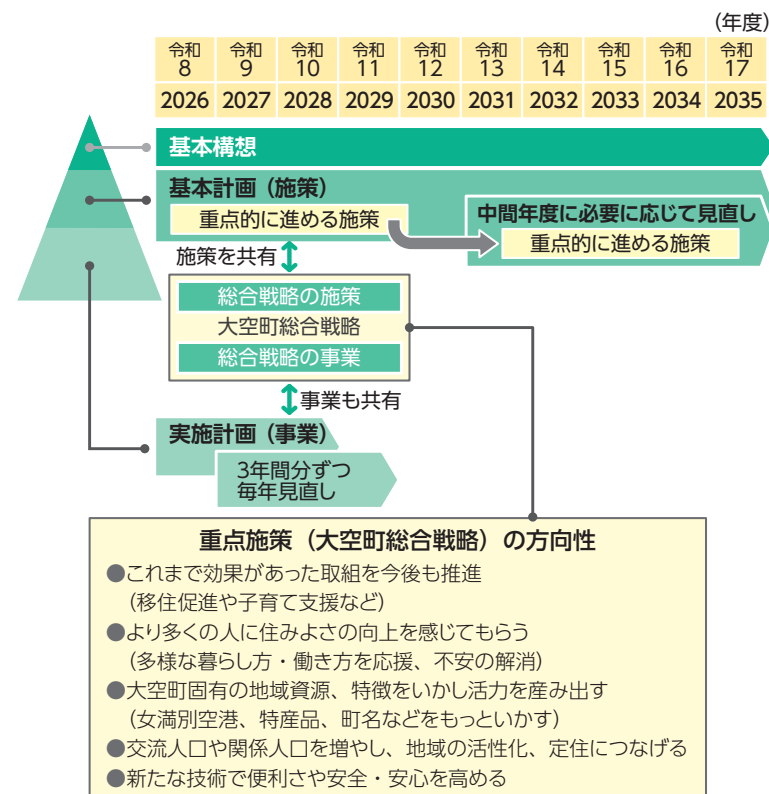 (年度)
令和 令和 令和 令和 令和 令和 令和 令和 令和 令和
8 9 10 11 12 13 14 15 16 17
2026 2027 2028 2029 2030 2031 2032 2033 2034 2035
基本構想
基本計画（施策）
重点的に進める施策
中間年度に必要に応じて見直し
重点的に進める施策
施策を共有
総合戦略の施策
大空町総合戦略
総合戦略の事業
事業も共有
実施計画（事業）
3年間分ずつ
毎年見直し
重点施策（大空町総合戦略）の方向性
●これまで効果があった取組を今後も推進
（移住促進や子育て支援など）
●より多くの人に住みよさの向上を感じてもらう
（多様な暮らし方・働き方を応援、不安の解消）
●大空町固有の地域資源、特徴をいかし活力を産み出す
（女満別空港、特産品、町名などをもっといかす）
●交流人口や関係人口を増やし、地域の活性化、定住につなげる
●新たな技術で便利さや安全・安心を高める